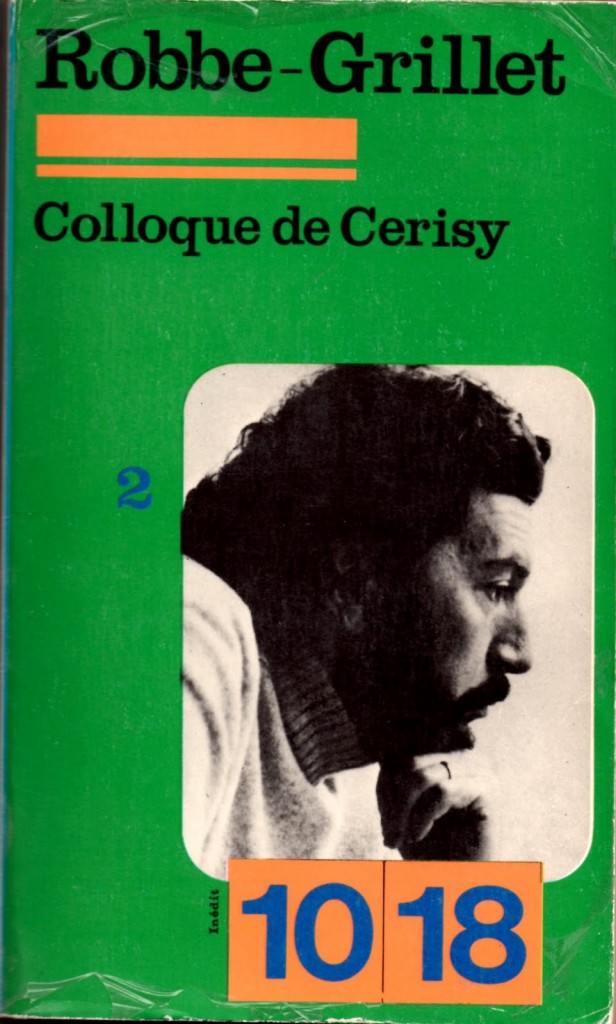 Robbe-Grillet
Colloque de Cerisy
2
Inédit
10 18